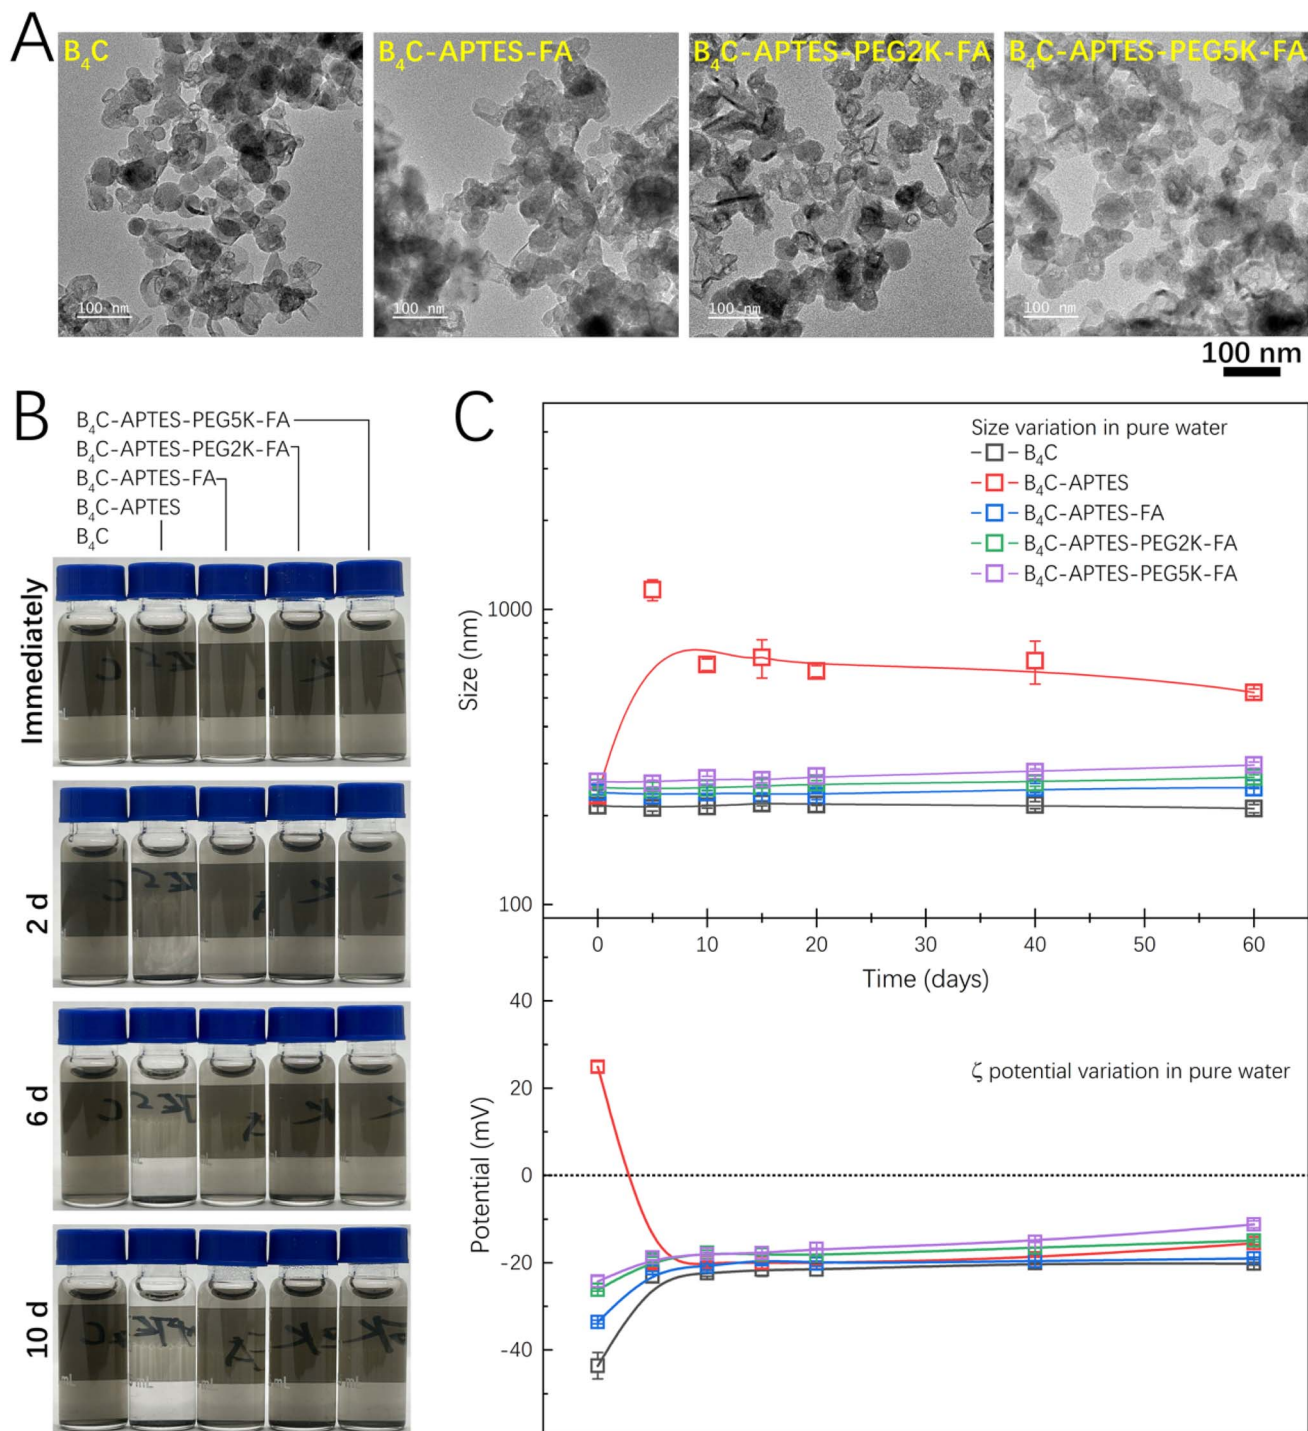 A
B₄C
B₄C-APTES-FA
B₄C-APTES-PEG2K-FA
B₄C-APTES-PEG5K-FA
100 nm
100 nm
100 nm
100 nm
100 nm
B
B₄C-APTES-PEG5K-FA
B₄C-APTES-PEG2K-FA
B₄C-APTES-FA
B₄C-APTES
B₄C
Immediately
2 d
6 d
10 d
C
Size variation in pure water
B₄C
B₄C-APTES
B₄C-APTES-FA
B₄C-APTES-PEG2K-FA
B₄C-APTES-PEG5K-FA
Size (nm)
1000
100
0 10 20 30 40 50 60
Time (days)
ζ potential variation in pure water
Potential (mV)
40
20
0
-20
-40